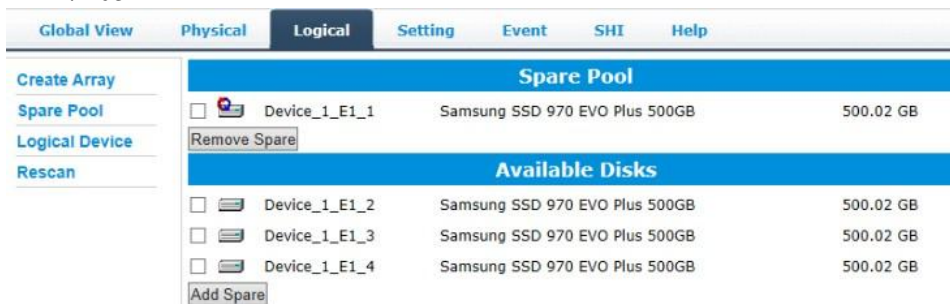 Global View Physical Logical Setting Event SHI Help
Create Array
Spare Pool
Logical Device
Rescan
Spare Pool
Device_1_E1_1 Samsung SSD 970 EVO Plus 500GB 500.02 GB
Remove Spare
Available Disks
Device_1_E1_2 Samsung SSD 970 EVO Plus 500GB 500.02 GB
Device_1_E1_3 Samsung SSD 970 EVO Plus 500GB 500.02 GB
Device_1_E1_4 Samsung SSD 970 EVO Plus 500GB 500.02 GB
Add Spare